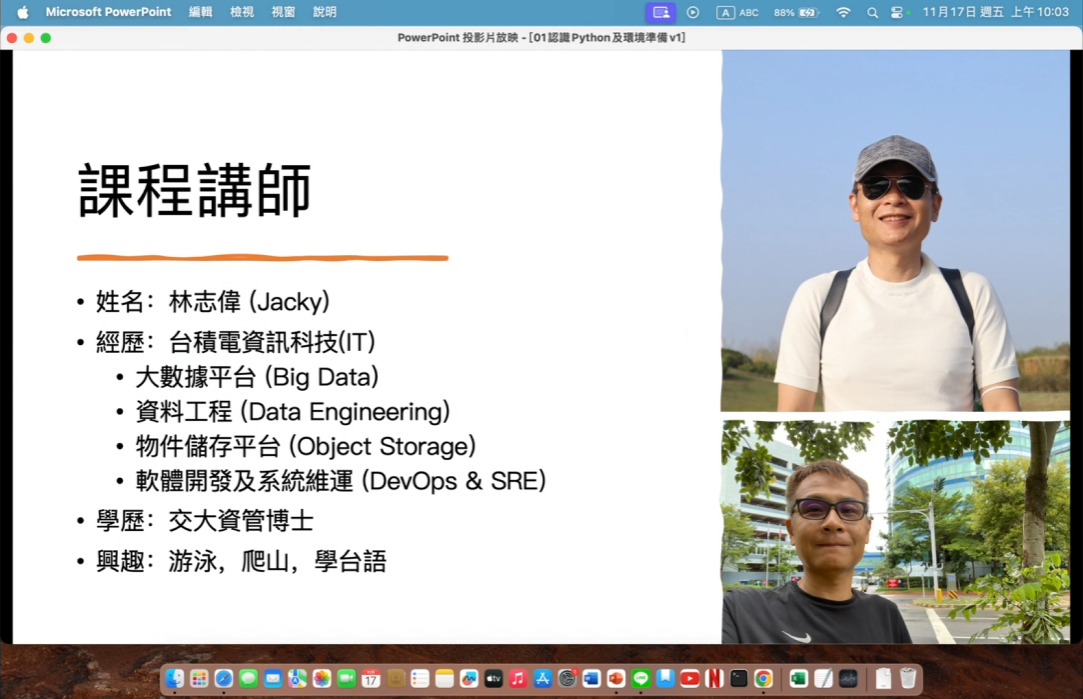 Microsoft PowerPoint 編輯 檢視 視窗 說明 A ABC 88% 11月17日 週五 上午10:03
PowerPoint 投影片放映 - [01認識Python及環境準備v1]
課程講師
• 姓名：林志偉 (Jacky)
• 經歷：台積電資訊科技(IT)
• 大數據平台 (Big Data)
• 資料工程 (Data Engineering)
• 物件儲存平台 (Object Storage)
• 軟體開發及系統維運 (DevOps & SRE)
• 學歷：交大資管博士
• 興趣：游泳，爬山，學台語
17 tv